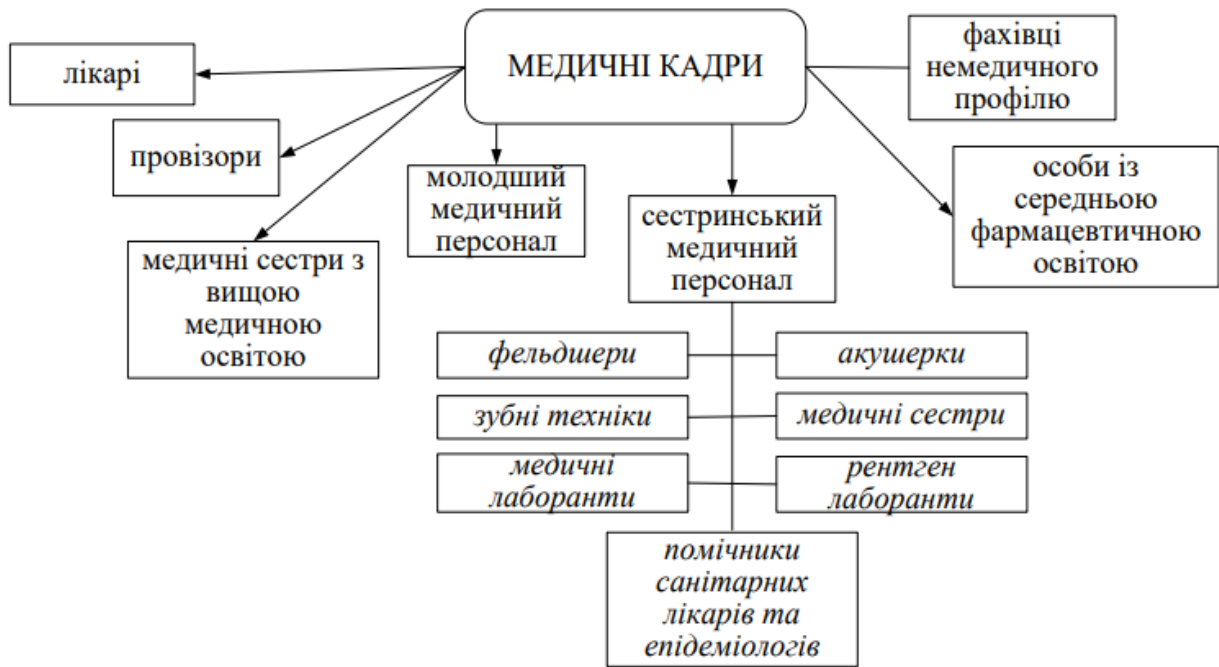 МЕДИЧНІ КАДРИ
лікарі
провізори
медичні сестри з
вищою
медичною
освітою
молодший
медичний
персонал
сестринський
медичний
персонал
фахівці
немедичного
профілю
особи із
середньою
фармацевтичною
освітою
фельдшери
акушерки
зубні техніки
медичні сестри
медичні
лаборанти
рентген
лаборанти
помічники
санітарних
лікарів та
епідеміологів